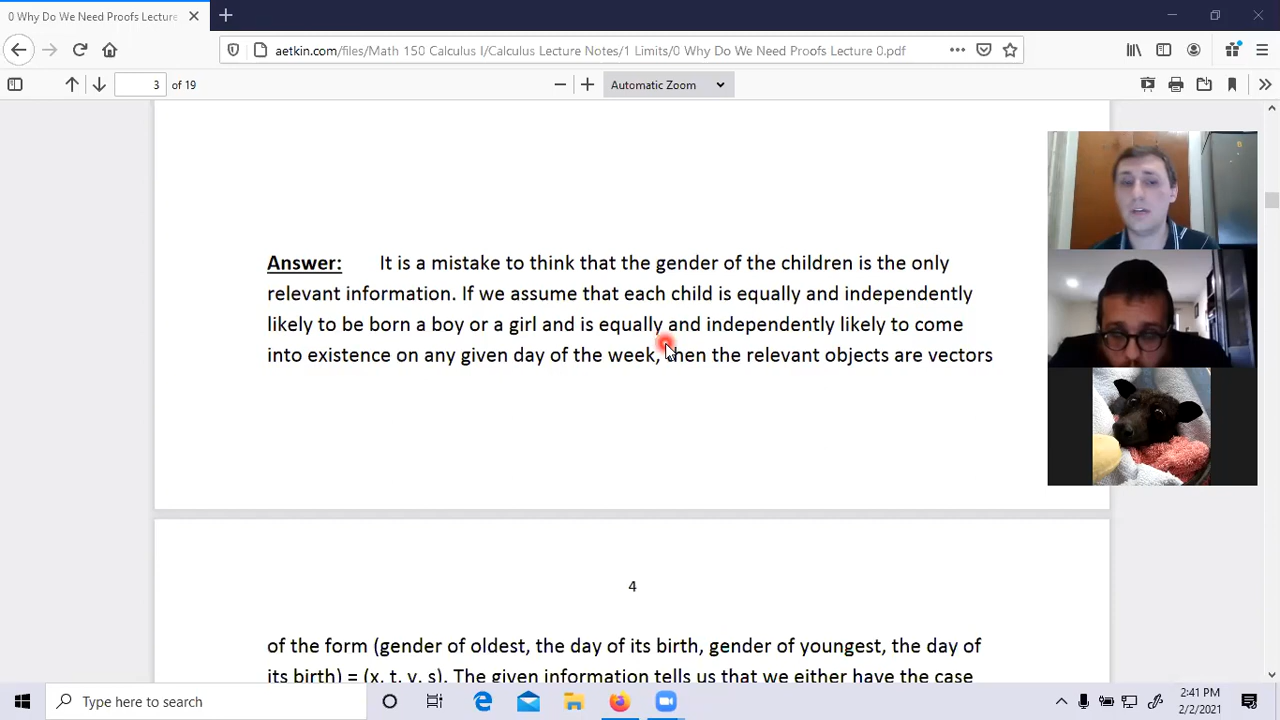 0 Why Do We Need Proofs Lecture
aetkin.com/files/Math 150 Calculus I/Calculus Lecture Notes/1 Limits/0 Why Do We Need Proofs Lecture 0.pdf
3 of 19
Automatic Zoom
Answer: It is a mistake to think that the gender of the children is the only
relevant information. If we assume that each child is equally and independently
likely to be born a boy or a girl and is equally and independently likely to come
into existence on any given day of the week, then the relevant objects are vectors
4
of the form (gender of oldest, the day of its birth, gender of youngest, the day of
its birth) = (x, t, y, s). The given information tells us that we either have the case
Type here to search
2:41 PM
2/2/2021